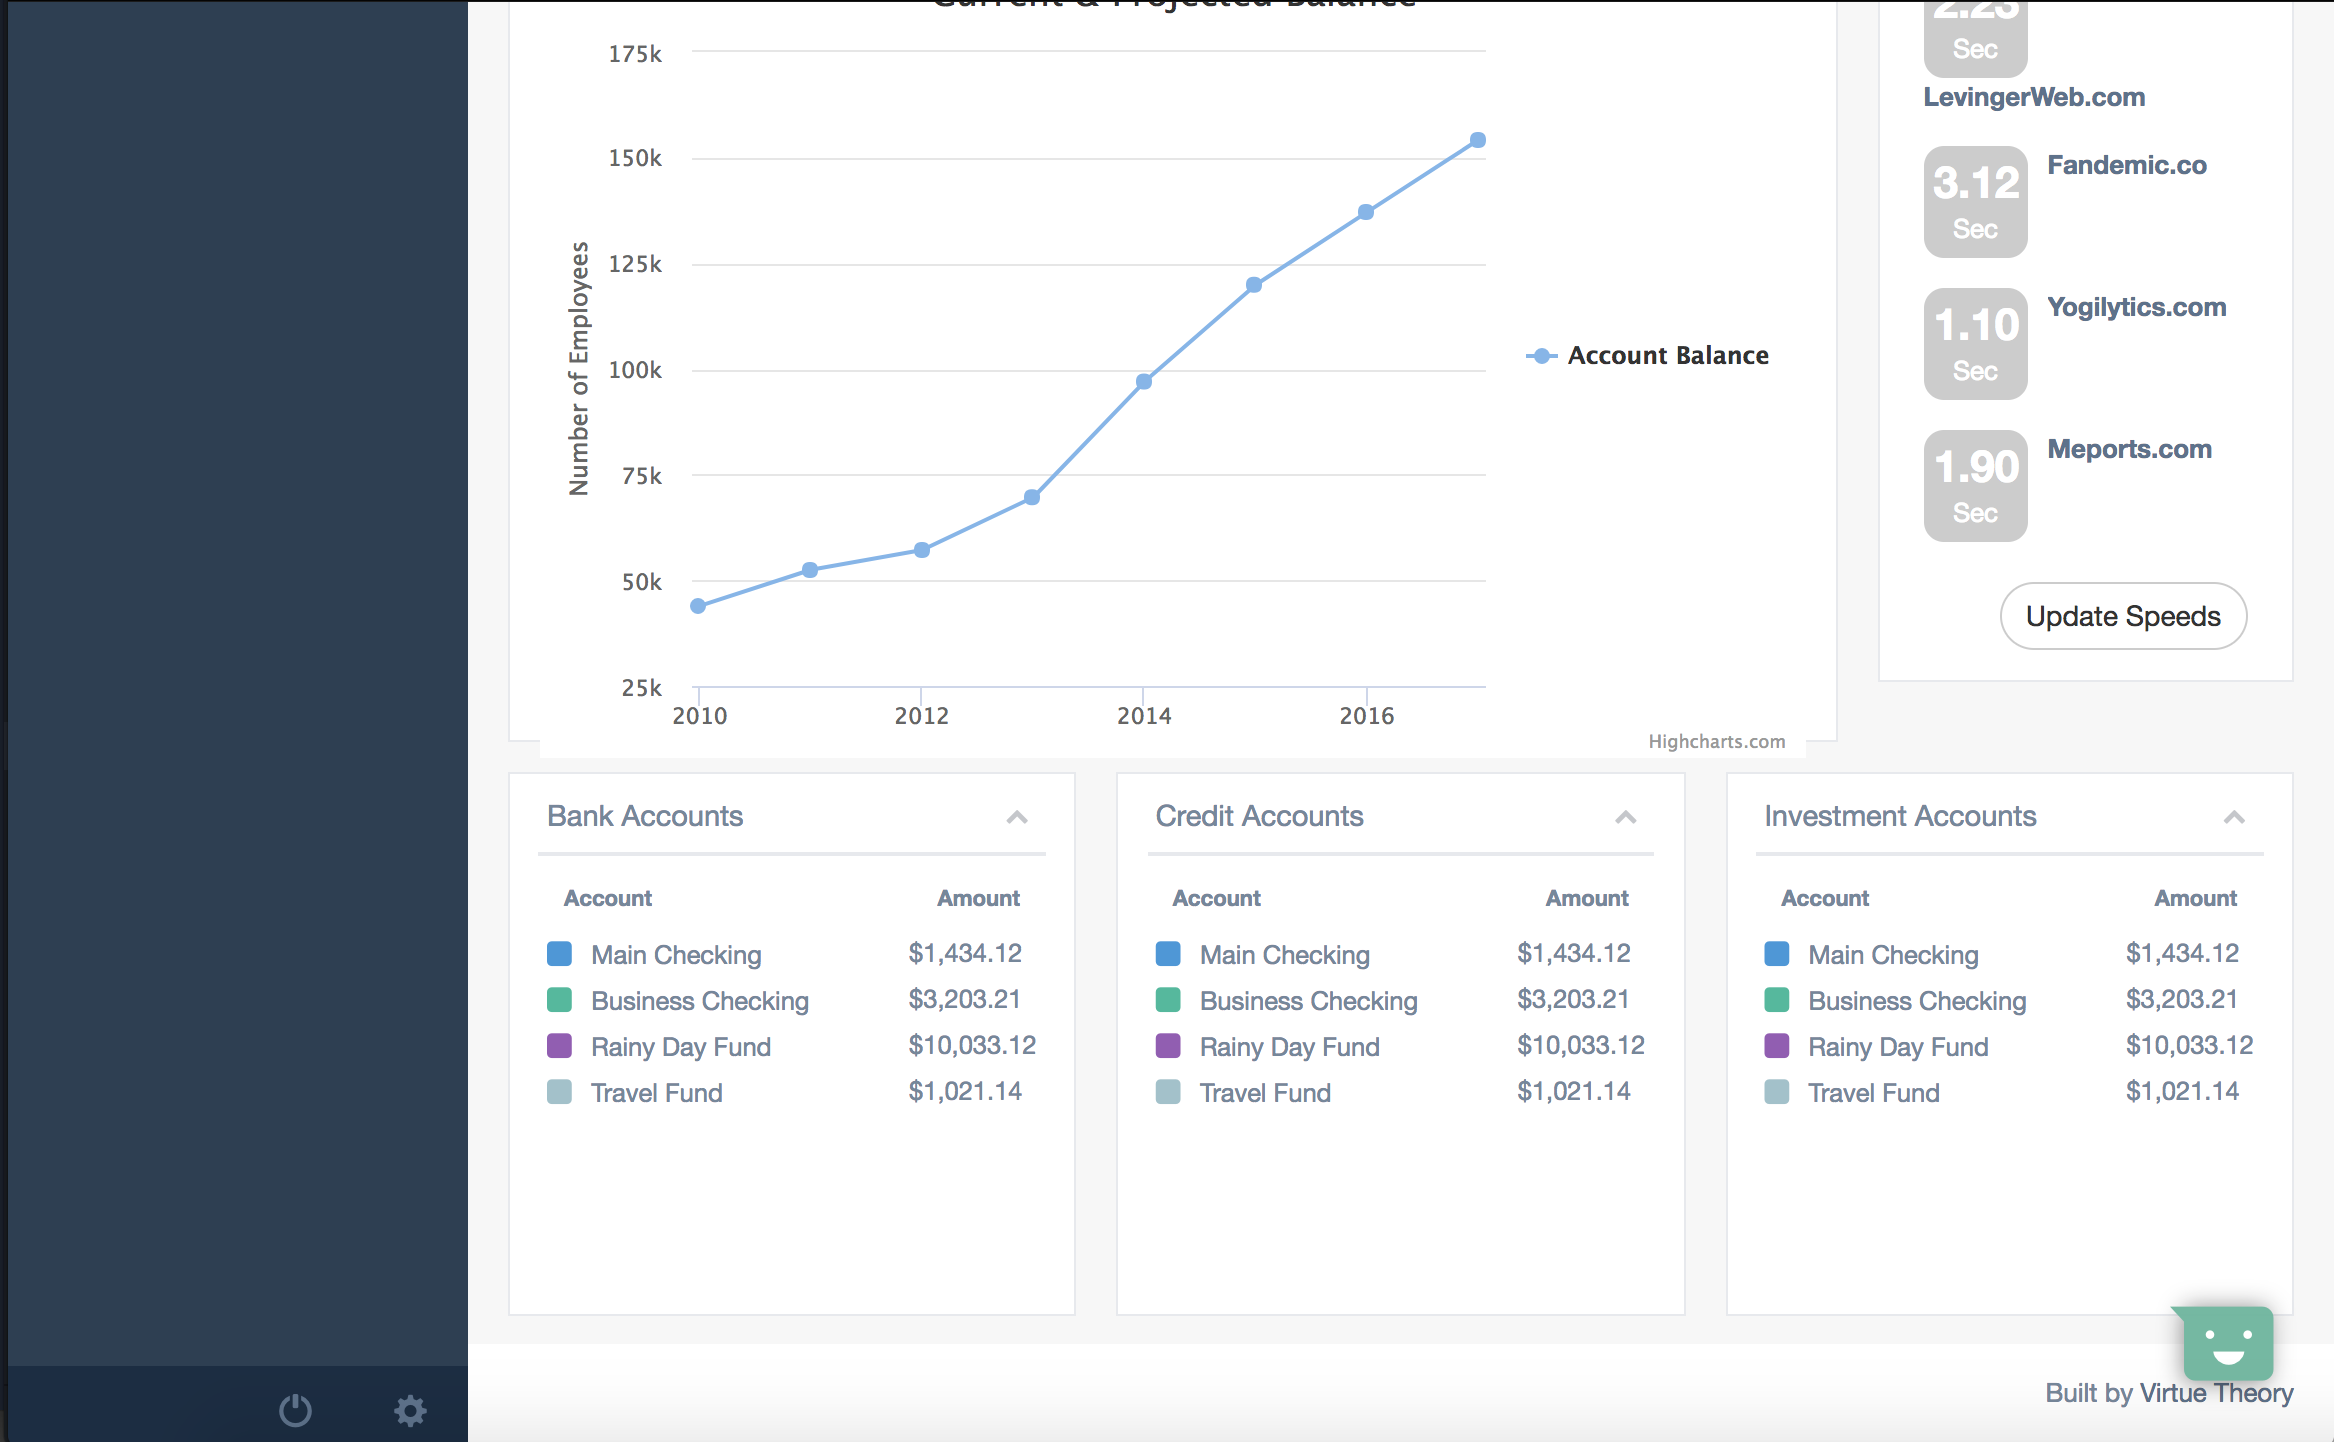 Current & Projected Balance
175k
150k
125k
100k
75k
50k
25k
Number of Employees
2010 2012 2014 2016
Account Balance
Highcharts.com
2.23
Sec
LevingerWeb.com
3.12
Sec
Fandemic.co
1.10
Sec
Yogilytics.com
1.90
Sec
Meports.com
Update Speeds
Bank Accounts
Account Amount
Main Checking $1,434.12
Business Checking $3,203.21
Rainy Day Fund $10,033.12
Travel Fund $1,021.14
Credit Accounts
Account Amount
Main Checking $1,434.12
Business Checking $3,203.21
Rainy Day Fund $10,033.12
Travel Fund $1,021.14
Investment Accounts
Account Amount
Main Checking $1,434.12
Business Checking $3,203.21
Rainy Day Fund $10,033.12
Travel Fund $1,021.14
Built by Virtue Theory